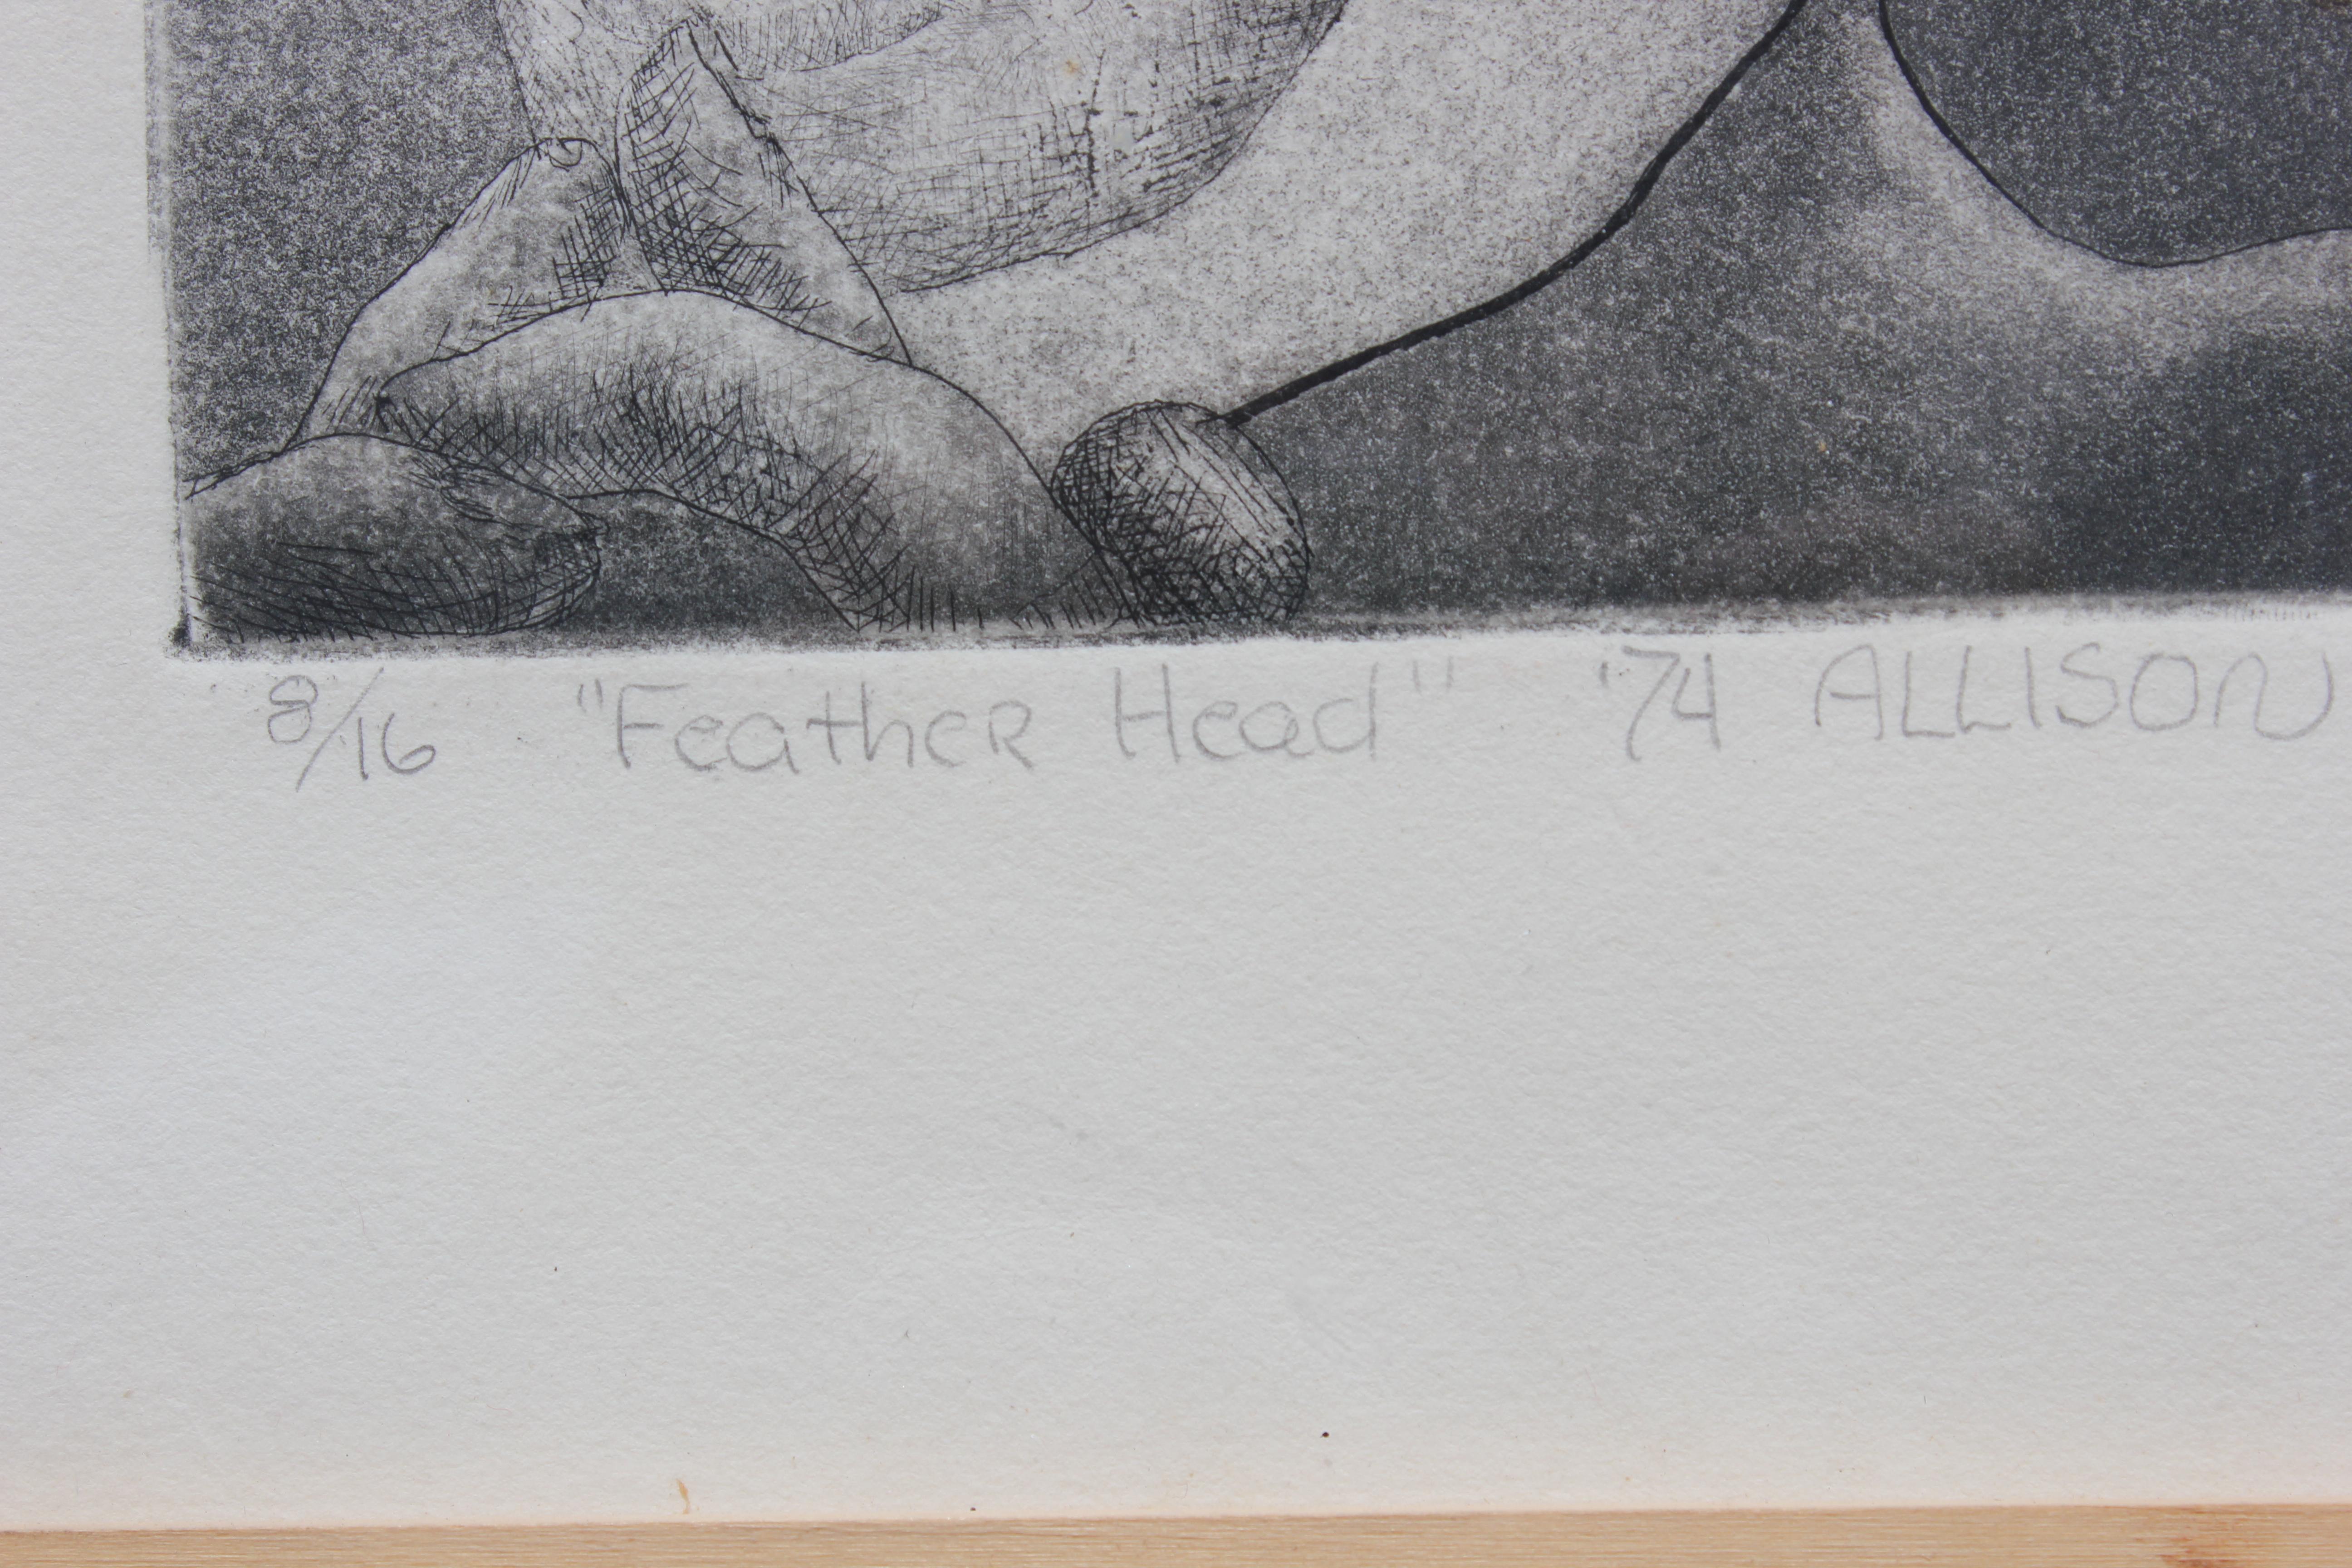 8/16 "Feather Head" '74 ALLISON